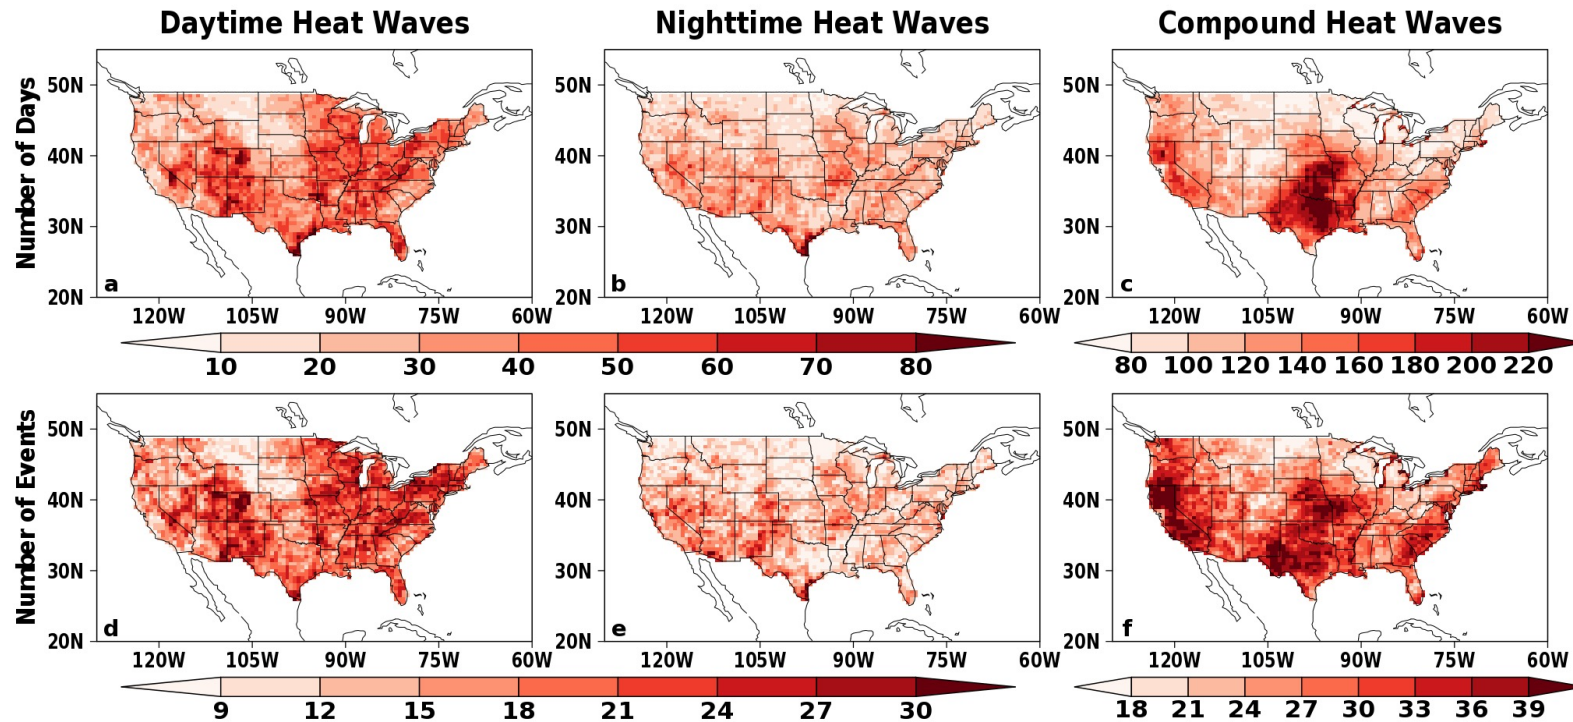 Daytime Heat Waves Nighttime Heat Waves Compound Heat Waves
Number of Days
50N 50N 50N
40N 40N 40N
30N 30N 30N
a b c
20N 20N 20N
120W 105W 90W 75W 60W 120W 105W 90W 75W 60W 120W 105W 90W 75W 60W
10 20 30 40 50 60 70 80 80 100 120 140 160 180 200 220
Number of Events
50N 50N 50N
40N 40N 40N
30N 30N 30N
d e f
20N 20N 20N
120W 105W 90W 75W 60W 120W 105W 90W 75W 60W 120W 105W 90W 75W 60W
9 12 15 18 21 24 27 30 18 21 24 27 30 33 36 39